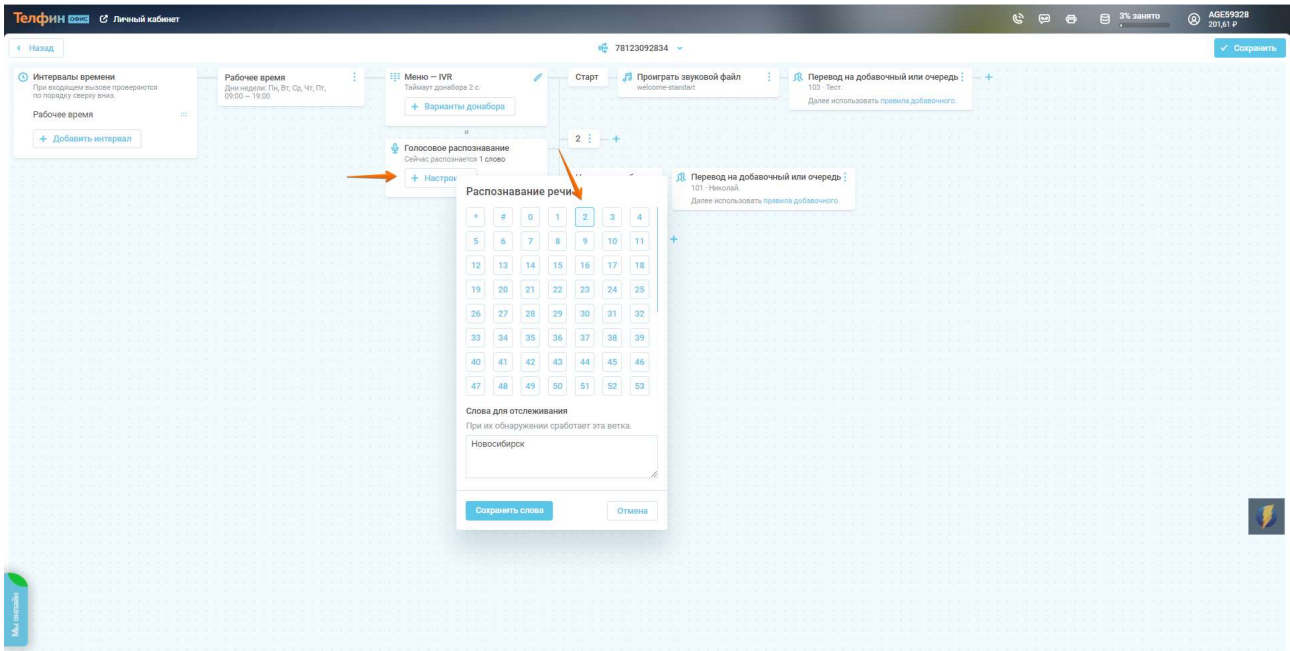 Телфин офис Личный кабинет
3% занято
AGE59328
201,61 ₽
Назад
78123092834
Сохранить
Интервалы времени
При входящем вызове проверяются
по порядку сверху вниз.
Рабочее время
+ Добавить интервал
Рабочее время
Дни недели: Пн, Вт, Ср, Чт, Пт,
09:00 — 19:00
Меню — IVR
Таймаут донабора 2 с.
+ Варианты донабора
и
Голосовое распознавание
Сейчас распознается 1 слово
+ Настрои
Старт
Проиграть звуковой файл
welcome-standart
Перевод на добавочный или очередь
103 · Тест.
Далее использовать правила добавочного.
+
2 +
Перевод на добавочный или очередь
101 · Николай.
Далее использовать правила добавочного.
+
Распознавание речи
* # 0 1 2 3 4
5 6 7 8 9 10 11
12 13 14 15 16 17 18
19 20 21 22 23 24 25
26 27 28 29 30 31 32
33 34 35 36 37 38 39
40 41 42 43 44 45 46
47 48 49 50 51 52 53
Слова для отслеживания
При их обнаружении сработает эта ветка.
Новосибирск
Сохранить слова
Отмена
Мы онлайн